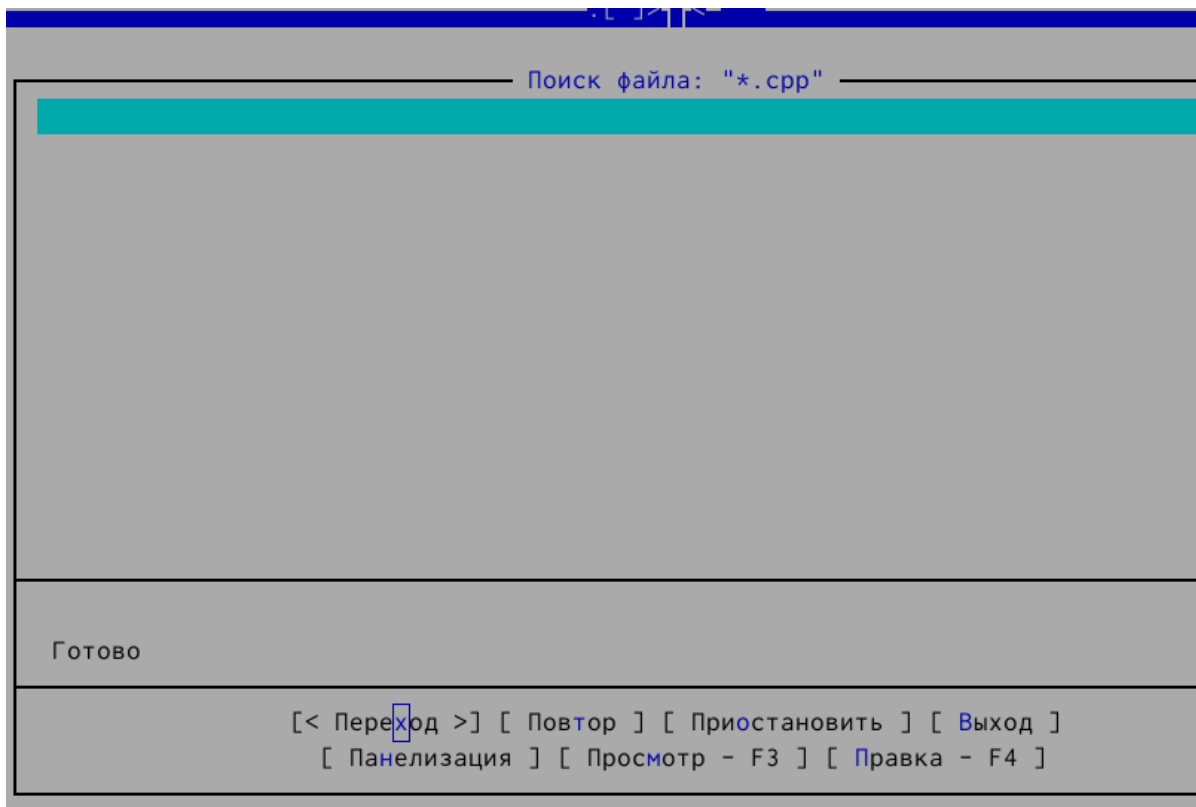 .[^]>
Поиск файла: "*.cpp"
Готово
[< Переход >] [ Повтор ] [ Приостановить ] [ Выход ]
[ Панелизация ] [ Просмотр - F3 ] [ Правка - F4 ]